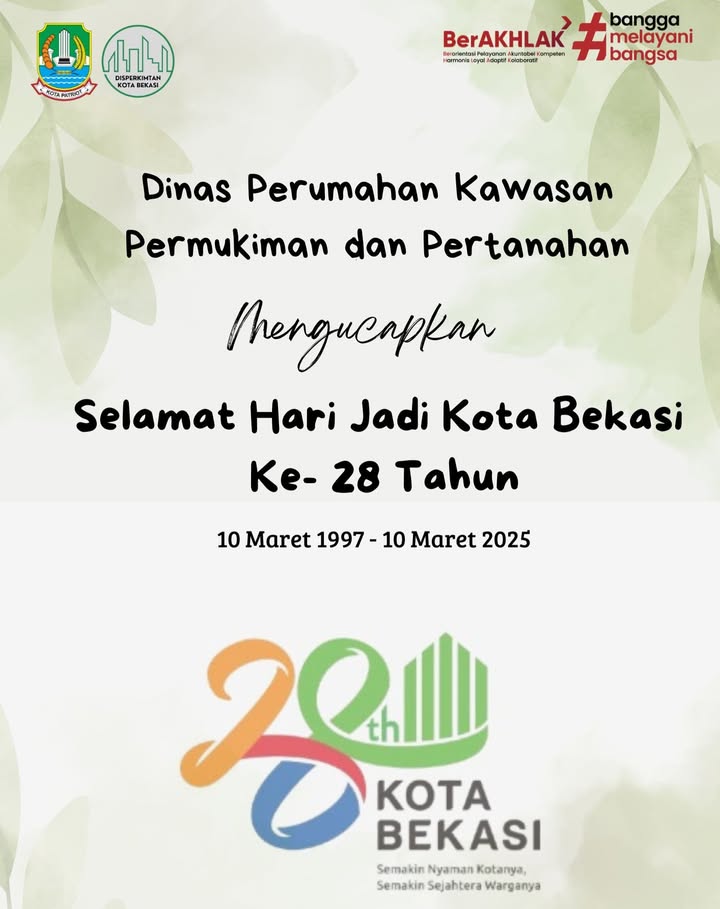 KOTA PATRIOT
DISPERKIMTAN
KOTA BEKASI
BerAKHLAK
Berorientasi Pelayanan Akuntabel Kompeten
Harmonis Loyal Adaptif Kolaboratif
#bangga
melayani
bangsa
Dinas Perumahan Kawasan
Permukiman dan Pertanahan
Mengucapkan
Selamat Hari Jadi Kota Bekasi
Ke- 28 Tahun
10 Maret 1997 - 10 Maret 2025
28th
KOTA
BEKASI
Semakin Nyaman Kotanya,
Semakin Sejahtera Warganya